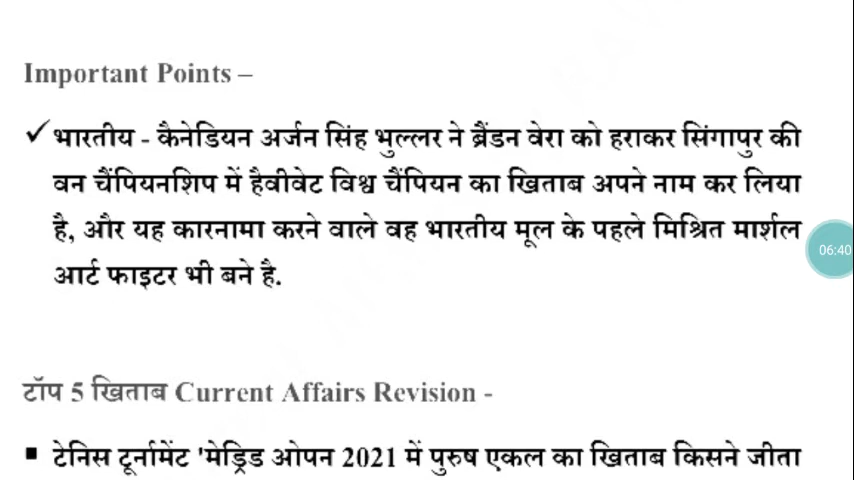 Important Points –
✓ भारतीय - कैनेडियन अर्जन सिंह भुल्लर ने ब्रैंडन वेरा को हराकर सिंगापुर की
वन चैंपियनशिप में हैवीवेट विश्व चैंपियन का खिताब अपने नाम कर लिया
है, और यह कारनामा करने वाले वह भारतीय मूल के पहले मिश्रित मार्शल
आर्ट फाइटर भी बने है.
06:40
टॉप 5 खिताब Current Affairs Revision -
▪ टेनिस टूर्नामेंट 'मेड्रिड ओपन 2021 में पुरुष एकल का खिताब किसने जीता